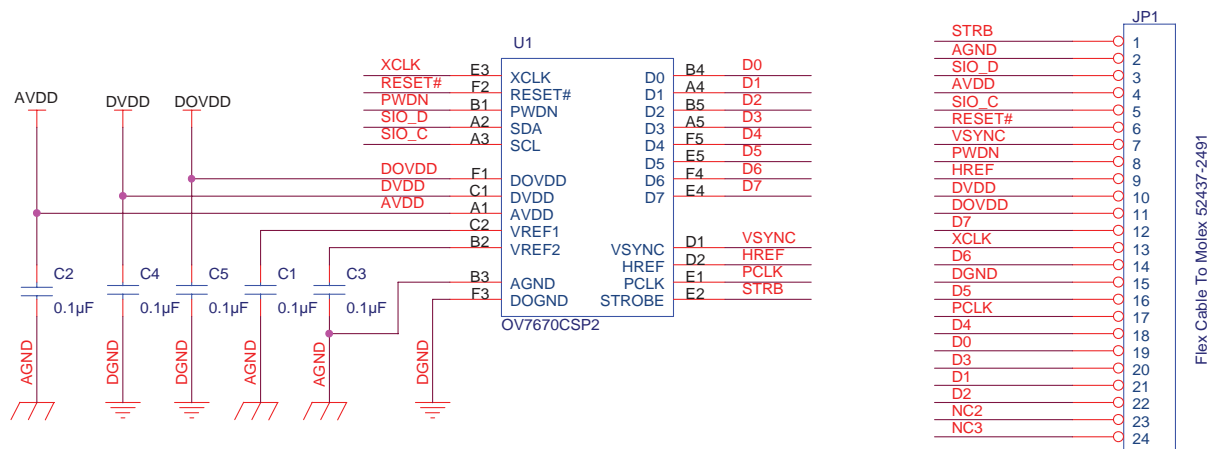 JP1
STRB 1
AGND 2
SIO_D 3
AVDD 4
SIO_C 5
RESET# 6
VSYNC 7
PWDN 8
HREF 9
DVDD 10
DOVDD 11
D7 12
XCLK 13
D6 14
DGND 15
D5 16
PCLK 17
D4 18
D0 19
D3 20
D1 21
D2 22
NC2 23
NC3 24
Flex Cable To Molex 52437-2491
U1
XCLK E3 XCLK
RESET# F2 RESET#
PWDN B1 PWDN
SIO_D A2 SDA
SIO_C A3 SCL
DOVDD F1 DOVDD
DVDD C1 DVDD
AVDD A1 AVDD
C2 VREF1
B2 VREF2
B3 AGND
F3 DOGND
D0 B4 D0
D1 A4 D1
D2 B5 D2
D3 A5 D3
D4 F5 D4
D5 E5 D5
D6 F4 D6
D7 E4 D7
VSYNC D1 VSYNC
HREF D2 HREF
PCLK E1 PCLK
STROBE E2 STRB
OV7670CSP2
AVDD DVDD DOVDD
C2 C4 C5 C1 C3
0.1µF 0.1µF 0.1µF 0.1µF 0.1µF
AGND DGND DGND AGND AGND DGND